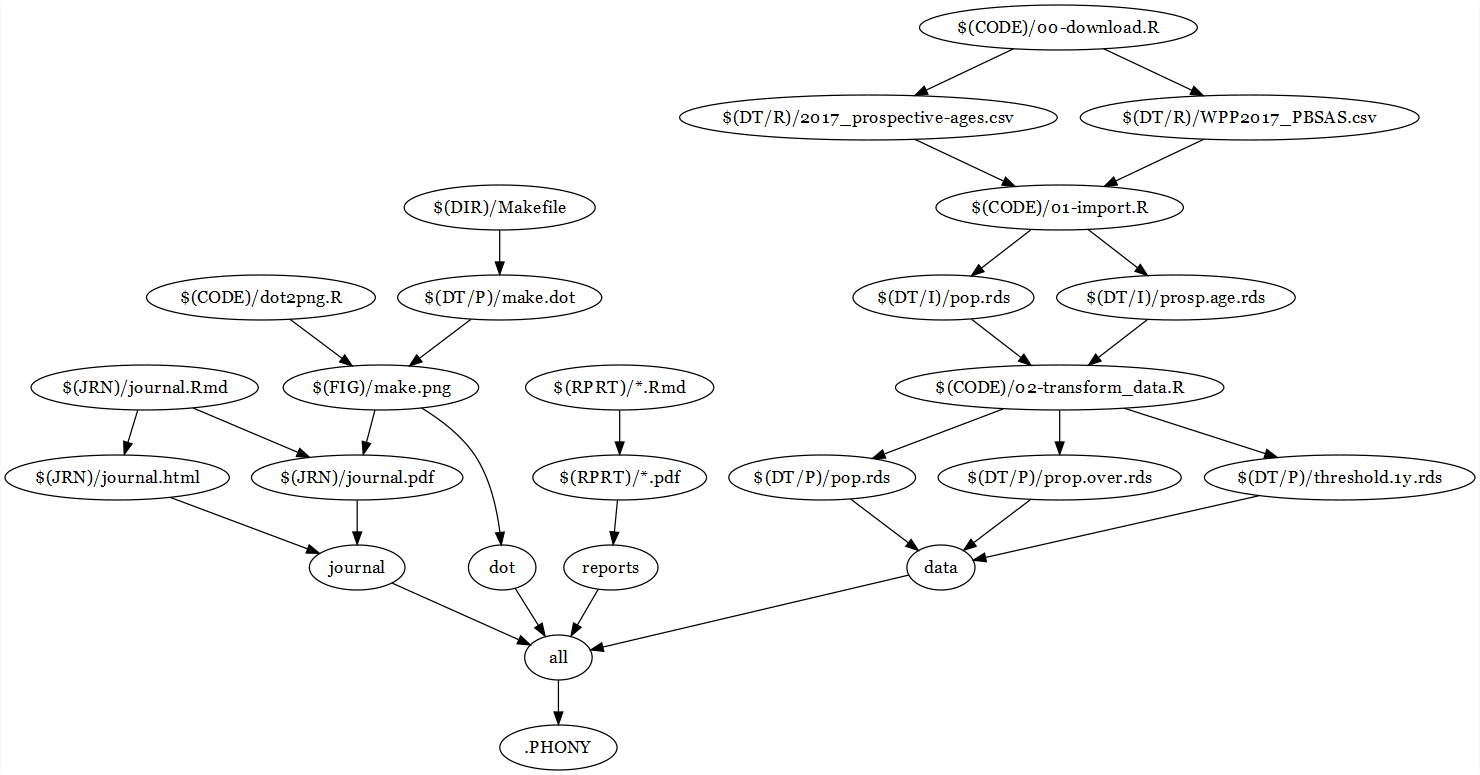 $(CODE)/00-download.R
$(DT/R)/2017_prospective-ages.csv
$(DT/R)/WPP2017_PBSAS.csv
$(DIR)/Makefile
$(CODE)/01-import.R
$(CODE)/dot2png.R
$(DT/P)/make.dot
$(DT/I)/pop.rds
$(DT/I)/prosp.age.rds
$(JRN)/journal.Rmd
$(FIG)/make.png
$(RPRT)/*.Rmd
$(CODE)/02-transform_data.R
$(JRN)/journal.html
$(JRN)/journal.pdf
$(RPRT)/*.pdf
$(DT/P)/pop.rds
$(DT/P)/prop.over.rds
$(DT/P)/threshold.1y.rds
journal
dot
reports
data
all
.PHONY